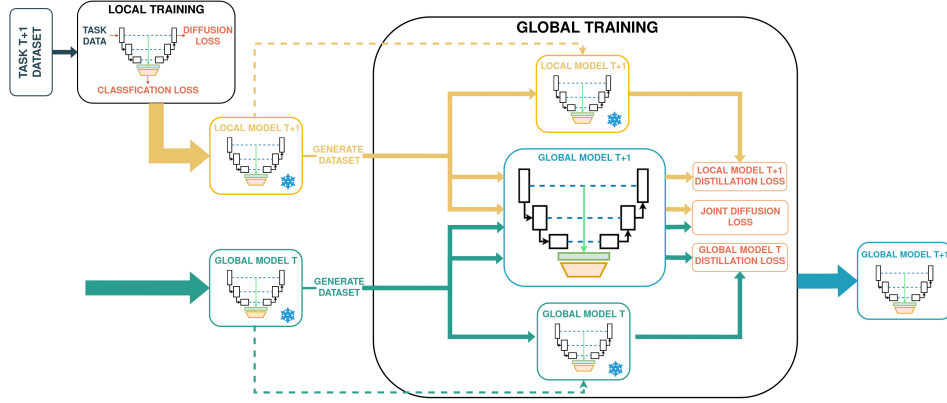 TASK T+1
DATASET
LOCAL TRAINING
TASK
DATA
DIFFUSION
LOSS
CLASSFICATION LOSS
LOCAL MODEL T+1
GENERATE
DATASET
GLOBAL MODEL T
GENERATE
DATASET
GLOBAL TRAINING
LOCAL MODEL T+1
GLOBAL MODEL T+1
GLOBAL MODEL T
LOCAL MODEL T+1
DISTILLATION LOSS
JOINT DIFFUSION
LOSS
GLOBAL MODEL T
DISTILLATION LOSS
GLOBAL MODEL T+1